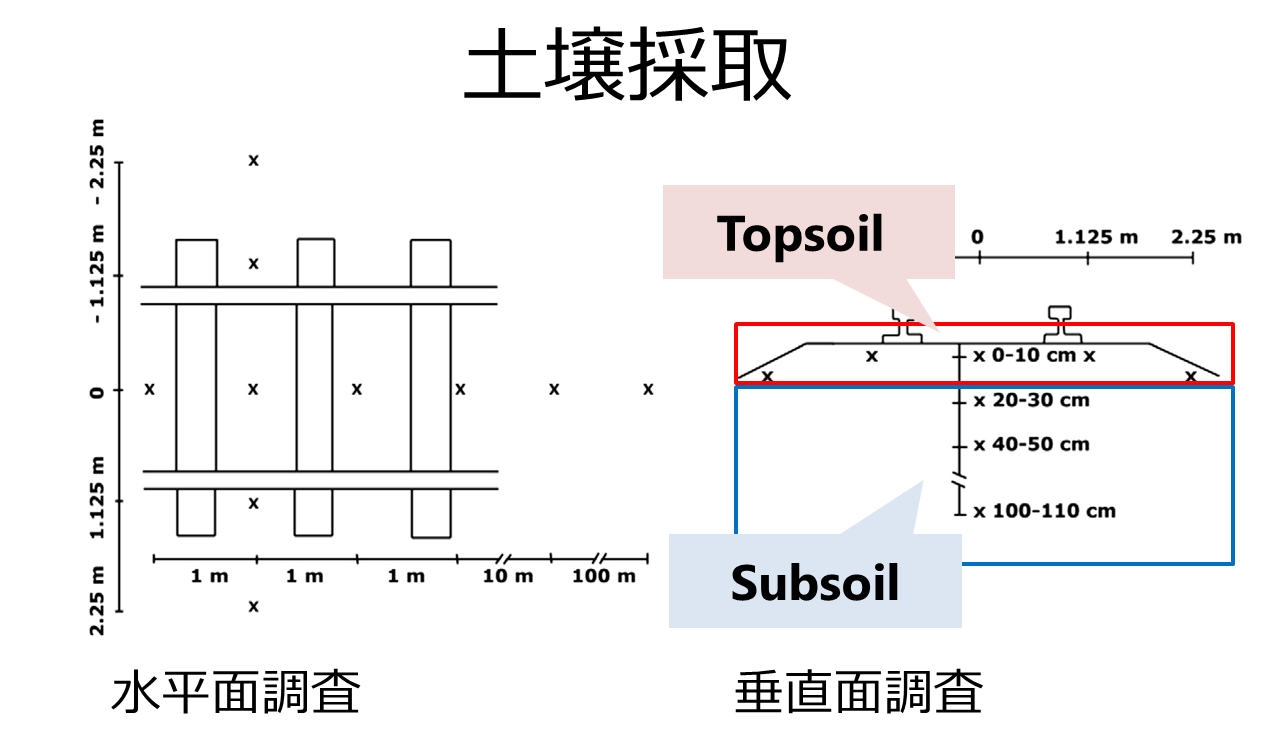 土壌採取
- 2.25 m
- 1.125 m
0
1.125 m
2.25 m
x
x
x x x x x x
x
x
1 m 1 m 1 m 10 m 100 m
水平面調査
Topsoil
0 1.125 m 2.25 m
x x 0-10 cm x
x x
x 20-30 cm
x 40-50 cm
x 100-110 cm
Subsoil
垂直面調査